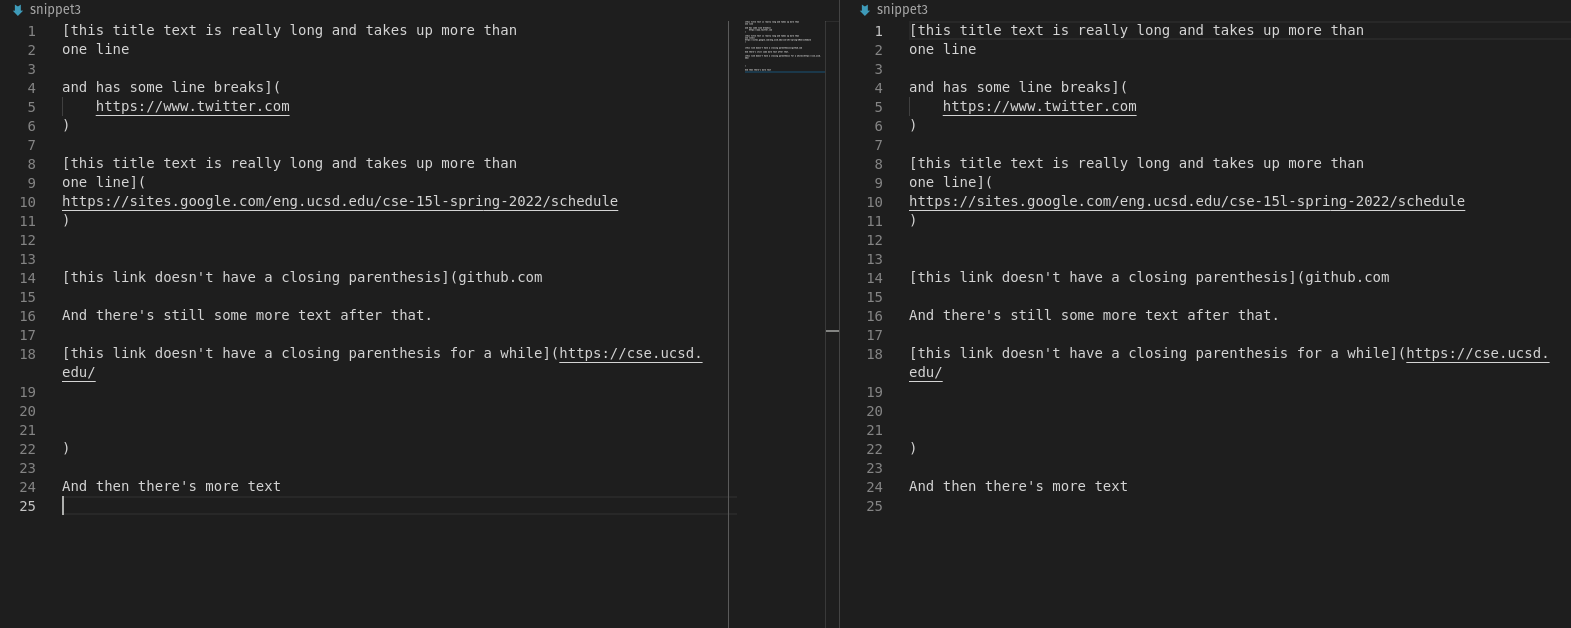 snippet3
1 [this title text is really long and takes up more than
2 one line
3
4 and has some line breaks](
5 https://www.twitter.com
6 )
7
8 [this title text is really long and takes up more than
9 one line](
10 https://sites.google.com/eng.ucsd.edu/cse-15l-spring-2022/schedule
11 )
12
13
14 [this link doesn't have a closing parenthesis](github.com
15
16 And there's still some more text after that.
17
18 [this link doesn't have a closing parenthesis for a while](https://cse.ucsd.
edu/
19
20
21
22 )
23
24 And then there's more text
25
snippet3
1 [this title text is really long and takes up more than
2 one line
3
4 and has some line breaks](
5 https://www.twitter.com
6 )
7
8 [this title text is really long and takes up more than
9 one line](
10 https://sites.google.com/eng.ucsd.edu/cse-15l-spring-2022/schedule
11 )
12
13
14 [this link doesn't have a closing parenthesis](github.com
15
16 And there's still some more text after that.
17
18 [this link doesn't have a closing parenthesis for a while](https://cse.ucsd.
edu/
19
20
21
22 )
23
24 And then there's more text
25